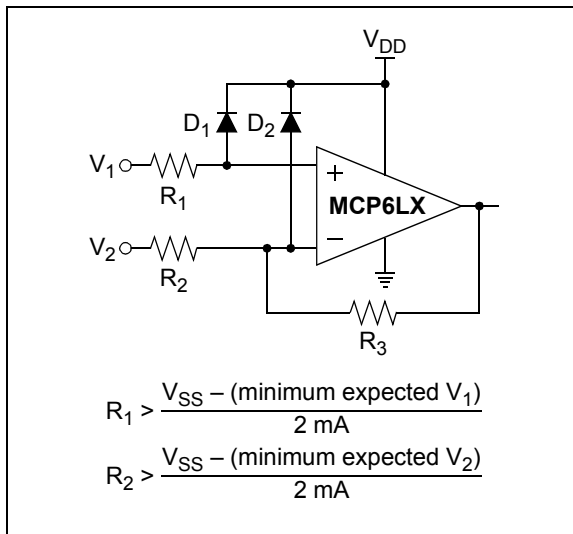 V_DD
D_1 D_2
V_1
R_1
+
MCP6LX
V_2
R_2
–
R_3
R_1 > V_SS – (minimum expected V_1)
2 mA
R_2 > V_SS – (minimum expected V_2)
2 mA